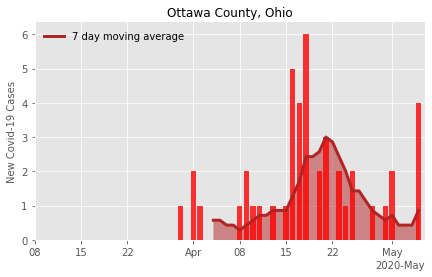 Ottawa County, Ohio
7 day moving average
New Covid-19 Cases
6
5
4
3
2
1
0
08 15 22 Apr 08 15 22 May
2020-May